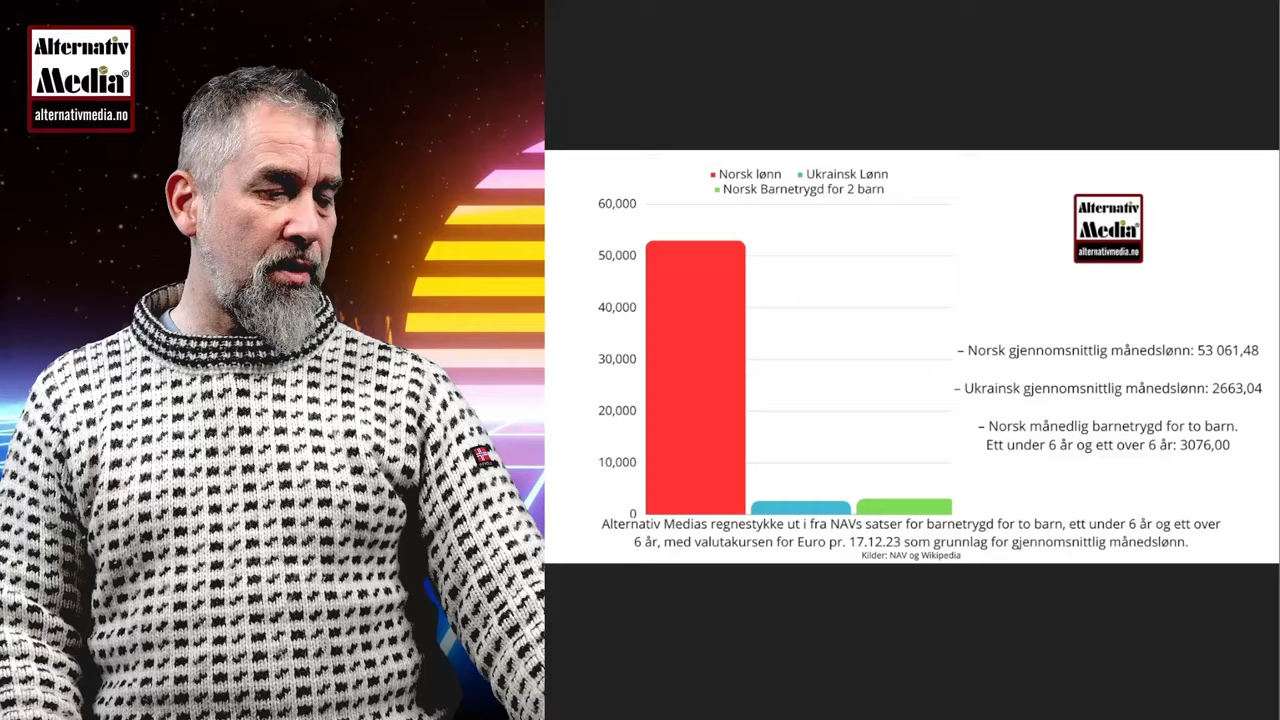 Alternativ
Media®
alternativmedia.no
Norsk lønn Ukrainsk Lønn
Norsk Barnetrygd for 2 barn
60,000
50,000
40,000
30,000
20,000
10,000
0
Alternativ
Media®
alternativmedia.no
– Norsk gjennomsnittlig månedslønn: 53 061,48
– Ukrainsk gjennomsnittlig månedslønn: 2663,04
– Norsk månedlig barnetrygd for to barn.
Ett under 6 år og ett over 6 år: 3076,00
Alternativ Medias regnestykke ut i fra NAVs satser for barnetrygd for to barn, ett under 6 år og ett over
6 år, med valutakursen for Euro pr. 17.12.23 som grunnlag for gjennomsnittlig månedslønn.
Kilder: NAV og Wikipedia